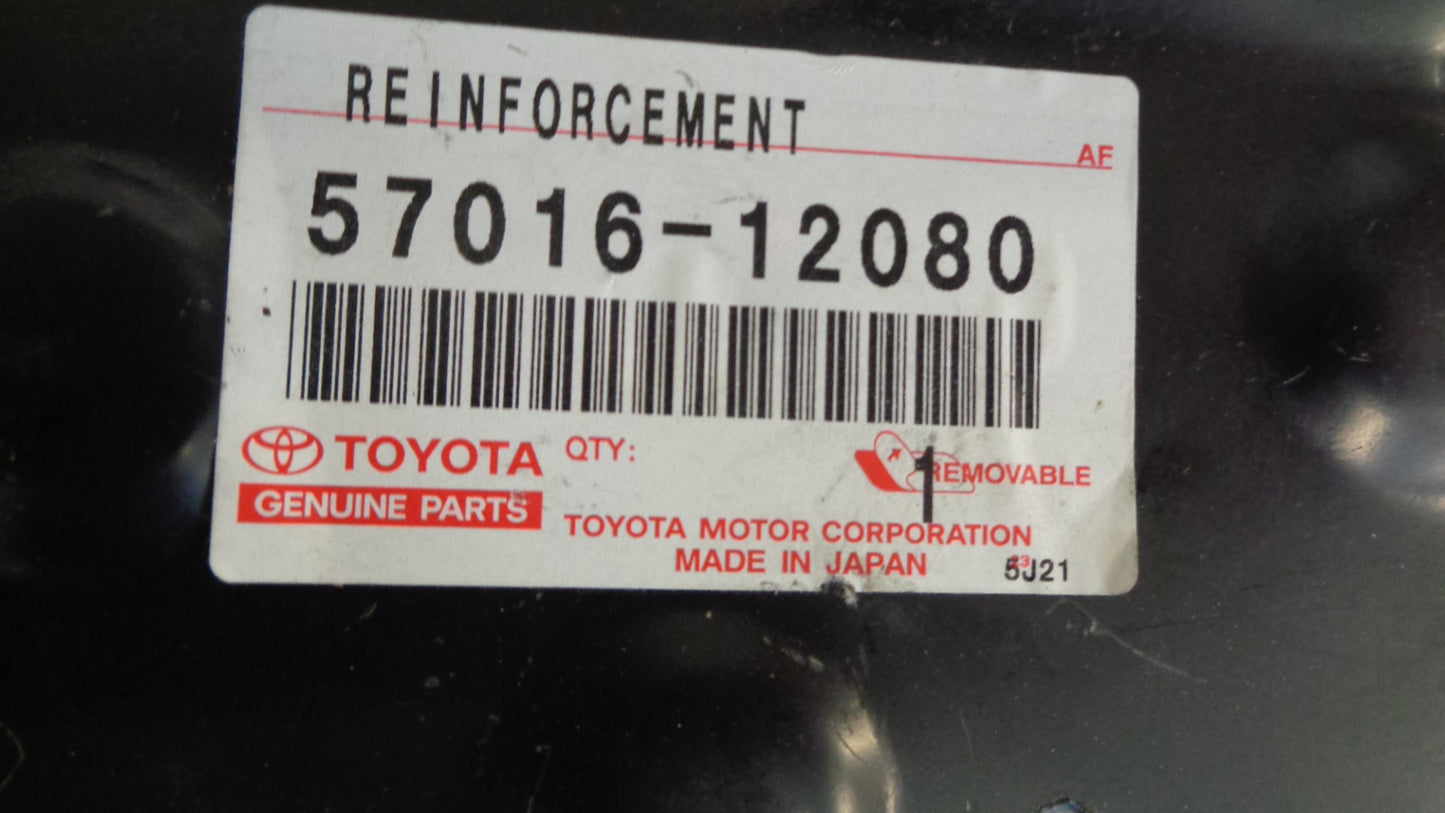 REINFORCEMENT
AF
57016-12080
TOYOTA QTY: 1 REMOVABLE
GENUINE PARTS
TOYOTA MOTOR CORPORATION
MADE IN JAPAN 5J21